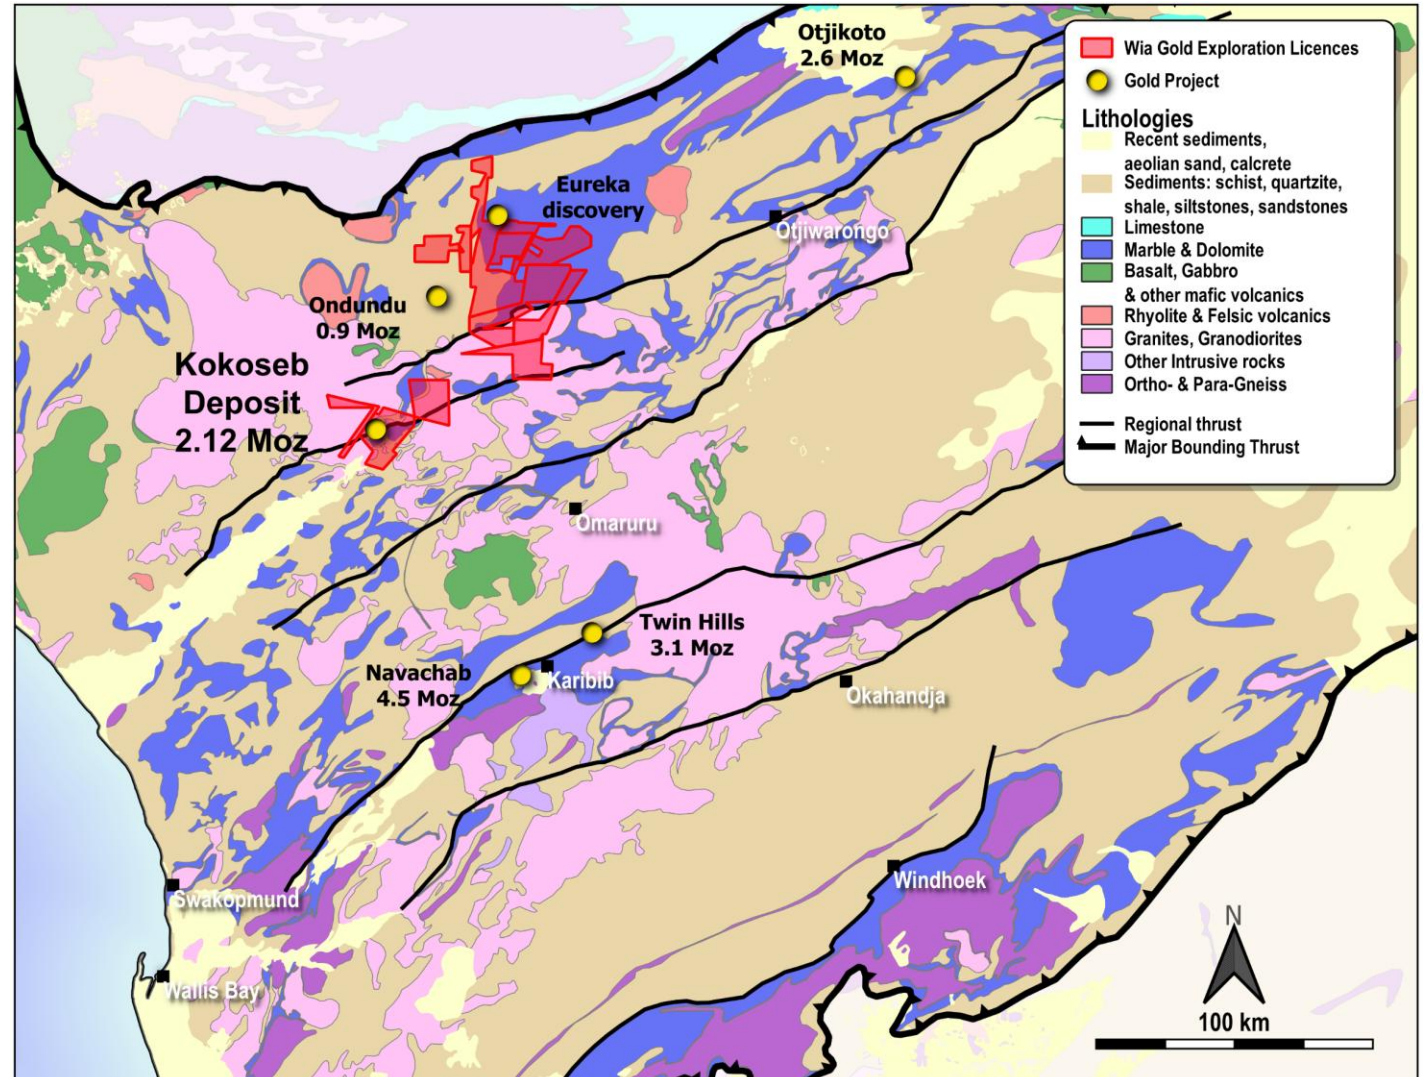 Otjikoto
2.6 Moz
Wia Gold Exploration Licences
Gold Project
Lithologies
Recent sediments,
aeolian sand, calcrete
Sediments: schist, quartzite,
shale, siltstones, sandstones
Limestone
Marble & Dolomite
Basalt, Gabbro
& other mafic volcanics
Rhyolite & Felsic volcanics
Granites, Granodiorites
Other Intrusive rocks
Ortho- & Para-Gneiss
Regional thrust
Major Bounding Thrust
Eureka
discovery
Otjiwarongo
Ondundu
0.9 Moz
Kokoseb
Deposit
2.12 Moz
Omaruru
Twin Hills
3.1 Moz
Navachab
4.5 Moz
Karibib
Okahandja
Windhoek
Swakopmund
Wallis Bay
N
100 km